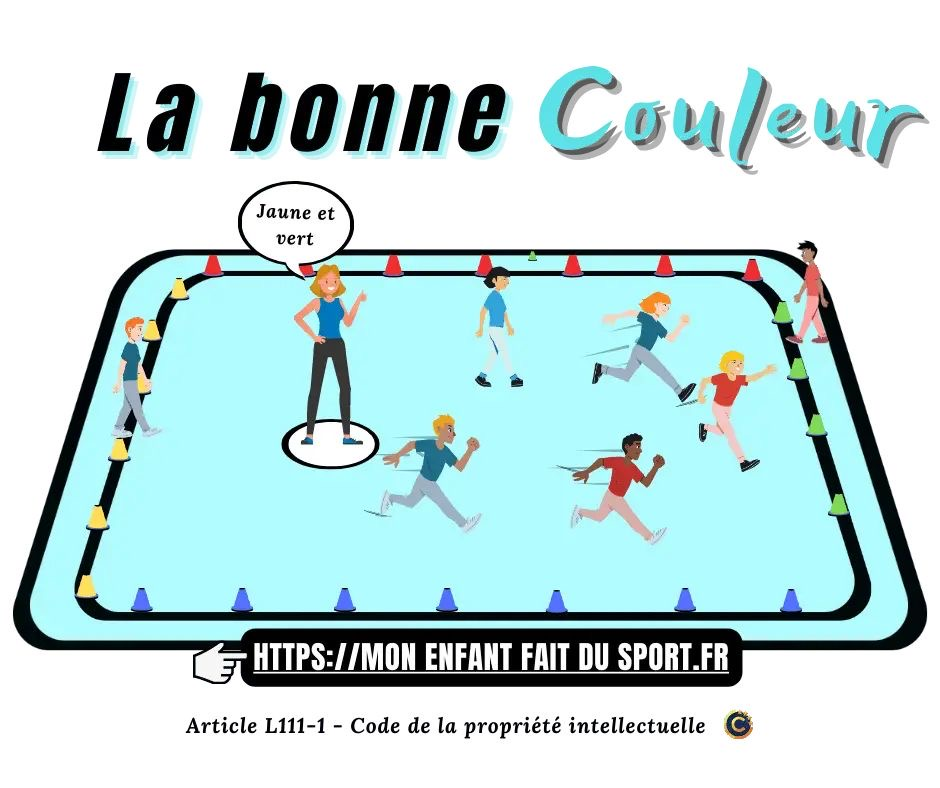 La bonne Couleur
Jaune et
vert
HTTPS://MON ENFANT FAIT DU SPORT.FR
Article L111-1 - Code de la propriété intellectuelle
C